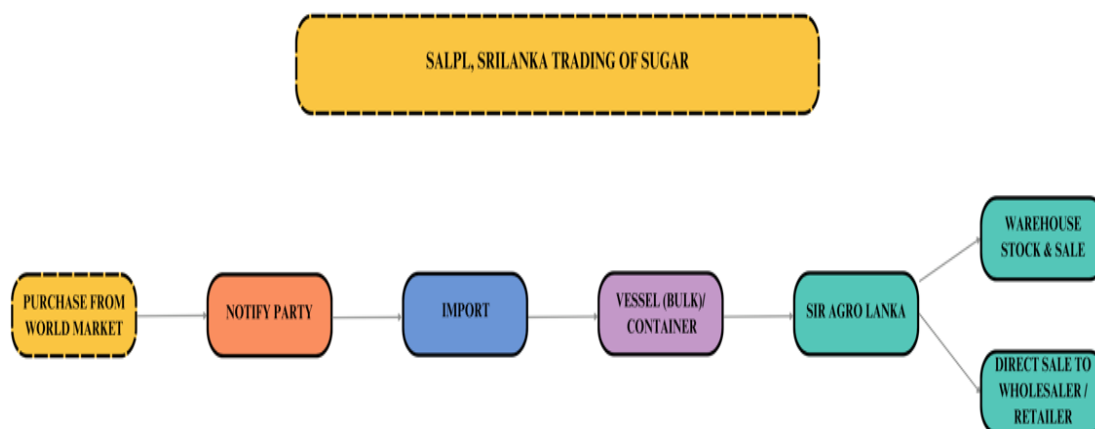 SALPL, SRILANKA TRADING OF SUGAR
PURCHASE FROM
WORLD MARKET
NOTIFY PARTY
IMPORT
VESSEL (BULK)/
CONTAINER
SIR AGRO LANKA
WAREHOUSE
STOCK & SALE
DIRECT SALE TO
WHOLESALER /
RETAILER